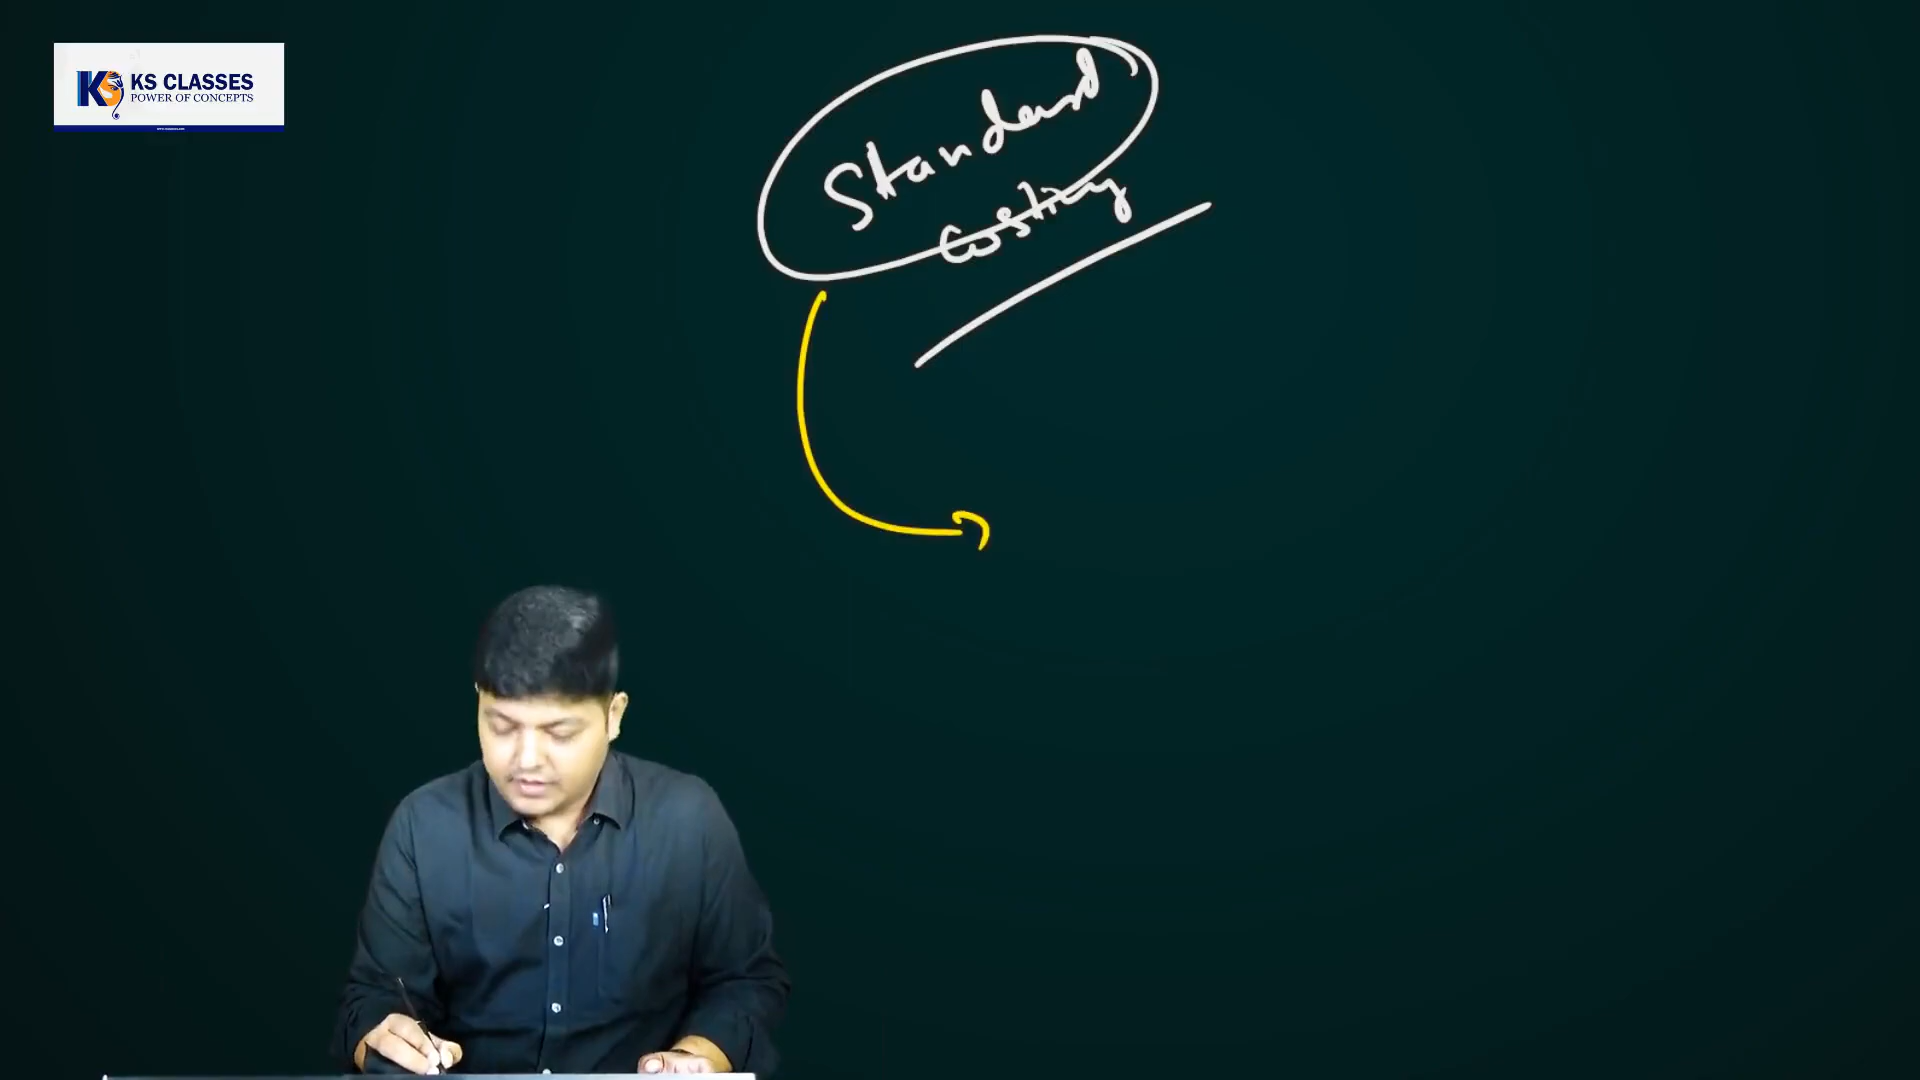 KS CLASSES
POWER OF CONCEPTS
Standard
Costing